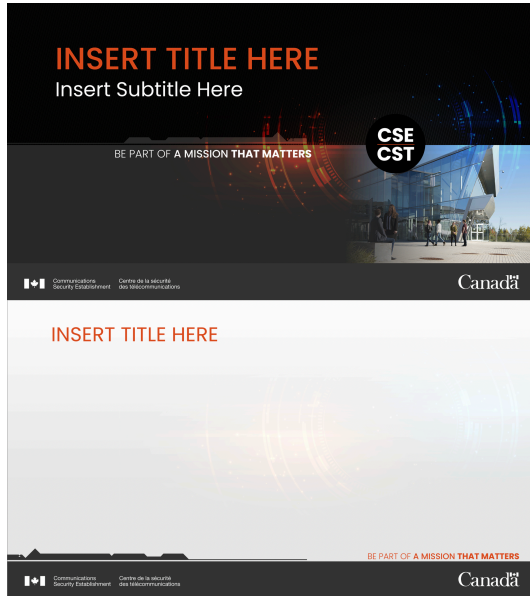 INSERT TITLE HERE
Insert Subtitle Here
CSE
CST
BE PART OF A MISSION THAT MATTERS
Communications
Security Establishment
Centre de la sécurité
des télécommunications
Canada
INSERT TITLE HERE
BE PART OF A MISSION THAT MATTERS
Communications
Security Establishment
Centre de la sécurité
des télécommunications
Canada